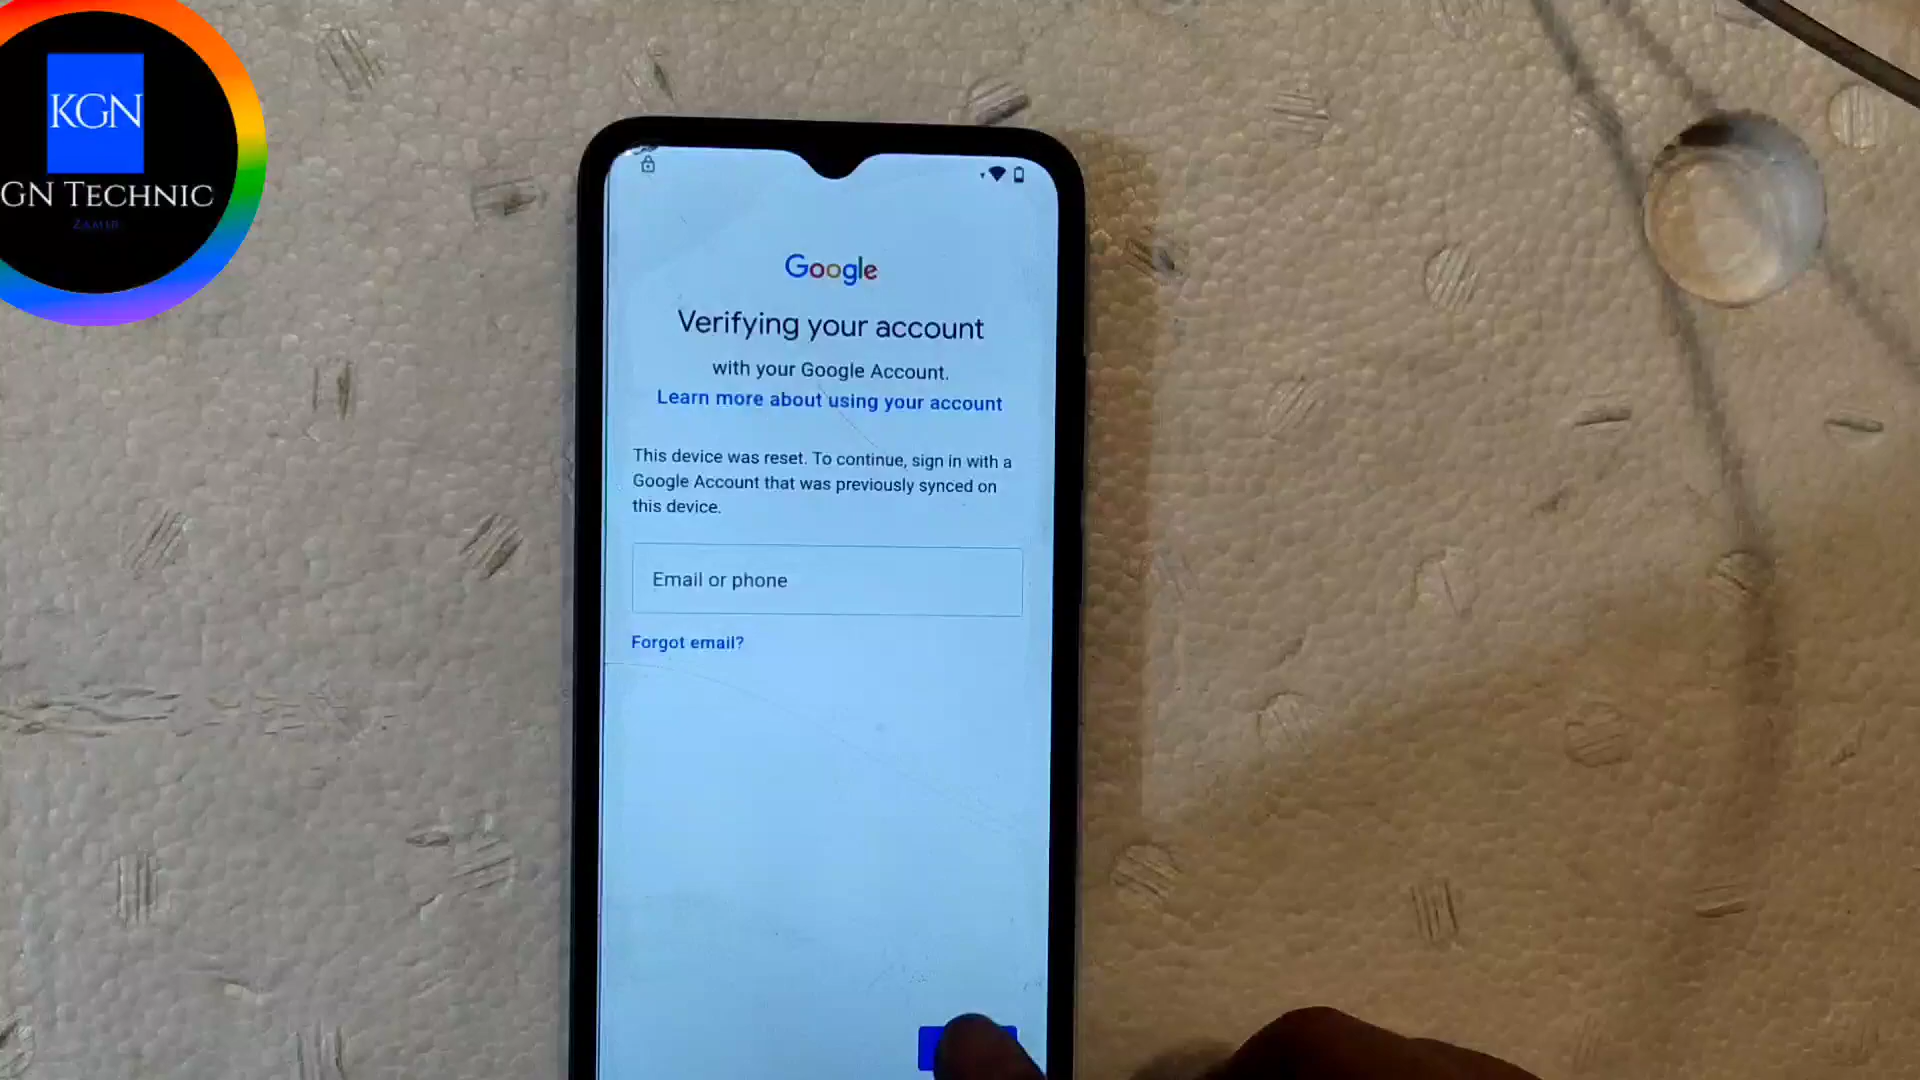 KGN
GN TECHNIC
ZAMIR
Google
Verifying your account
with your Google Account.
Learn more about using your account
This device was reset. To continue, sign in with a
Google Account that was previously synced on
this device.
Email or phone
Forgot email?